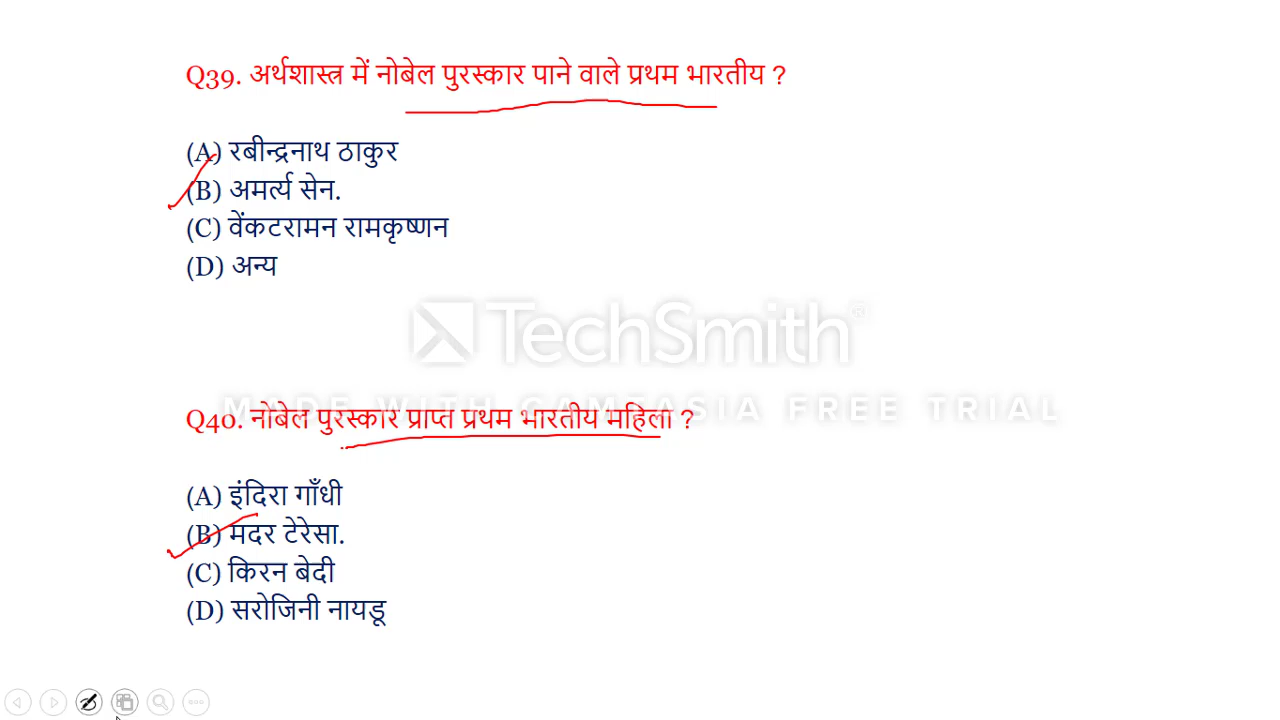 Q39. अर्थशास्त्र में नोबेल पुरस्कार पाने वाले प्रथम भारतीय ?
(A) रबीन्द्रनाथ ठाकुर
(B) अमर्त्य सेन.
(C) वेंकटरामन रामकृष्णन
(D) अन्य
TechSmith®
MADE WITH CAMTASIA FREE TRIAL
Q40. नोबेल पुरस्कार प्राप्त प्रथम भारतीय महिला ?
(A) इंदिरा गाँधी
(B) मदर टेरेसा.
(C) किरन बेदी
(D) सरोजिनी नायडू